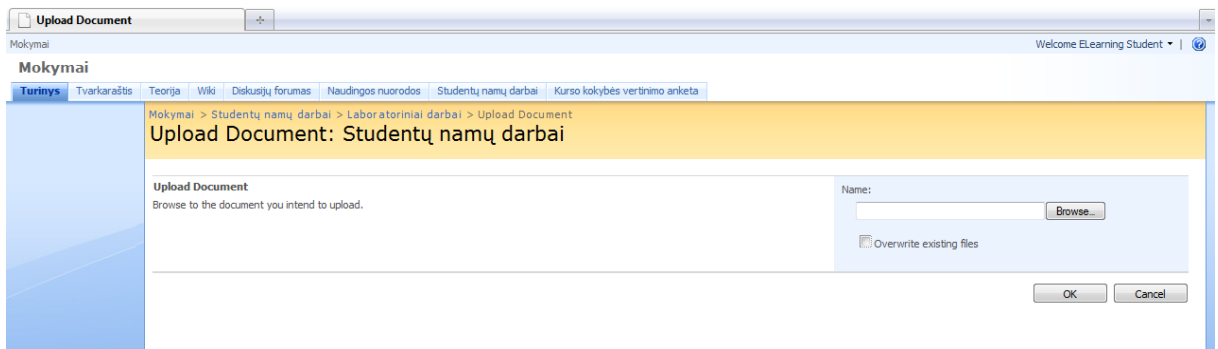 Upload Document
Mokymai
Welcome ELearning Student
Mokymai
Turinys Tvarkaraštis Teorija Wiki Diskusijų forumas Naudingos nuorodos Studentų namų darbai Kurso kokybės vertinimo anketa
Mokymai > Studentų namų darbai > Laboratoriniai darbai > Upload Document
Upload Document: Studentų namų darbai
Upload Document
Browse to the document you intend to upload.
Name:
Browse...
Overwrite existing files
OK Cancel